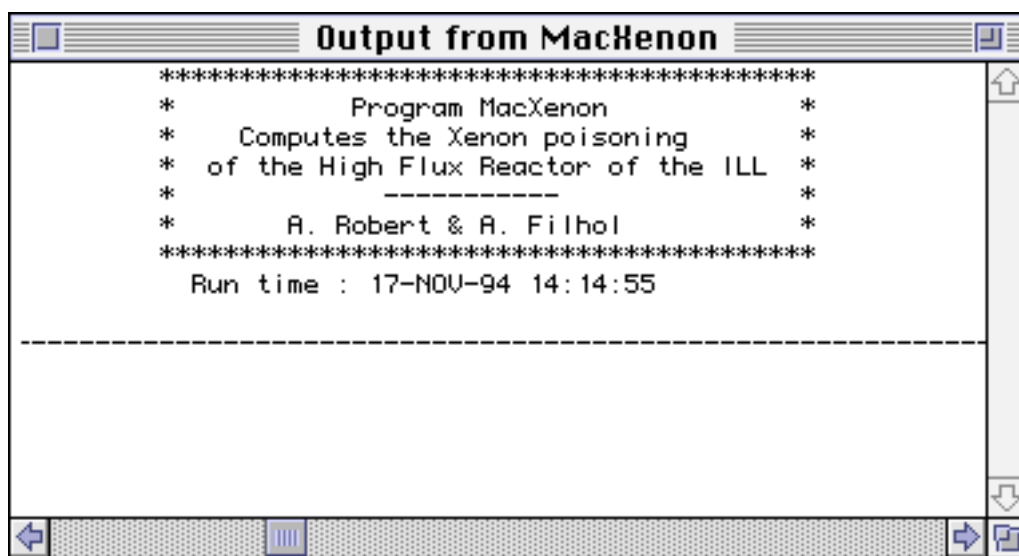 Output from MacXenon
*****************************************
* Program MacXenon *
* Computes the Xenon poisoning *
* of the High Flux Reactor of the ILL *
* ----------- *
* A. Robert & A. Filhol *
*****************************************
Run time : 17-NOV-94 14:14:55
-------------------------------------------------------------